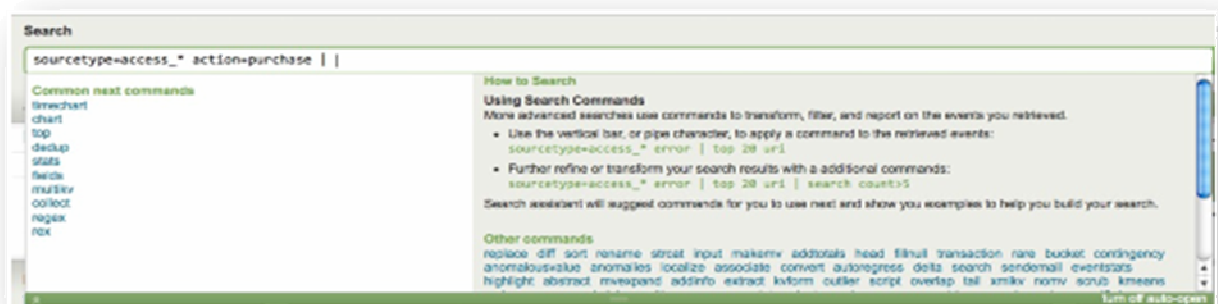 Search
sourcetype=access_* action=purchase | |
Common next commands
timechart
chart
top
dedup
stats
fields
multikv
collect
regex
rex
How to Search
Using Search Commands
More advanced searches use commands to transform, filter, and report on the events you retrieved.
• Use the vertical bar, or pipe character, to apply a command to the retrieved events:
sourcetype=access_* error | top 20 uri
• Further refine or transform your search results with a additional commands:
sourcetype=access_* error | top 20 uri | search count>5
Search assistant will suggest commands for you to use next and show you examples to help you build your search.
Other commands
replace diff sort rename strcat input makemv addtotals head fillnull transaction rare bucket contingency
anomalousvalue anomalies localize associate convert autoregress delta search sendemail eventstats
highlight abstract mvexpand addinfo extract kvform outlier script overlap tail xmlkv nomv scrub kmeans
turn off auto-open